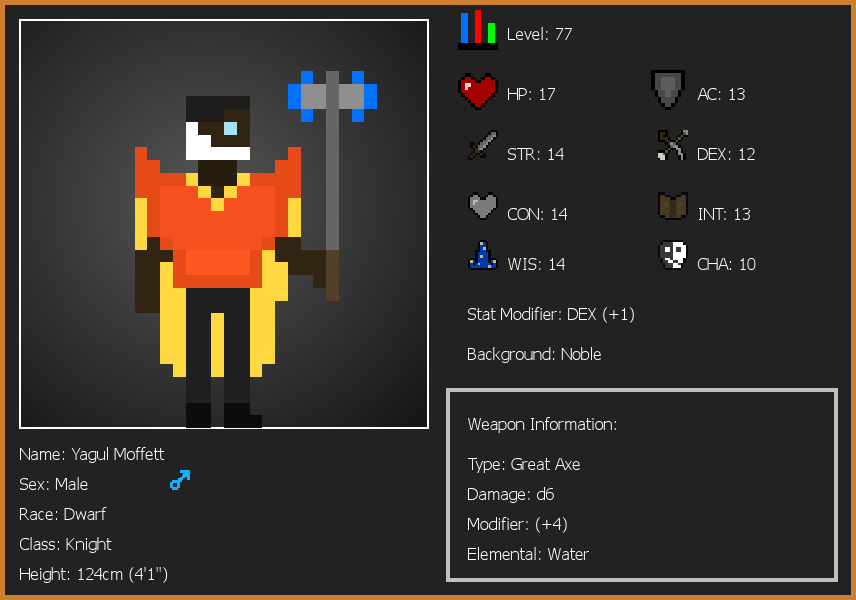 Level: 77
HP: 17
AC: 13
STR: 14
DEX: 12
CON: 14
INT: 13
WIS: 14
CHA: 10
Stat Modifier: DEX (+1)
Background: Noble
Weapon Information:
Type: Great Axe
Damage: d6
Modifier: (+4)
Elemental: Water
Name: Yagul Moffett
Sex: Male
Race: Dwarf
Class: Knight
Height: 124cm (4'1")